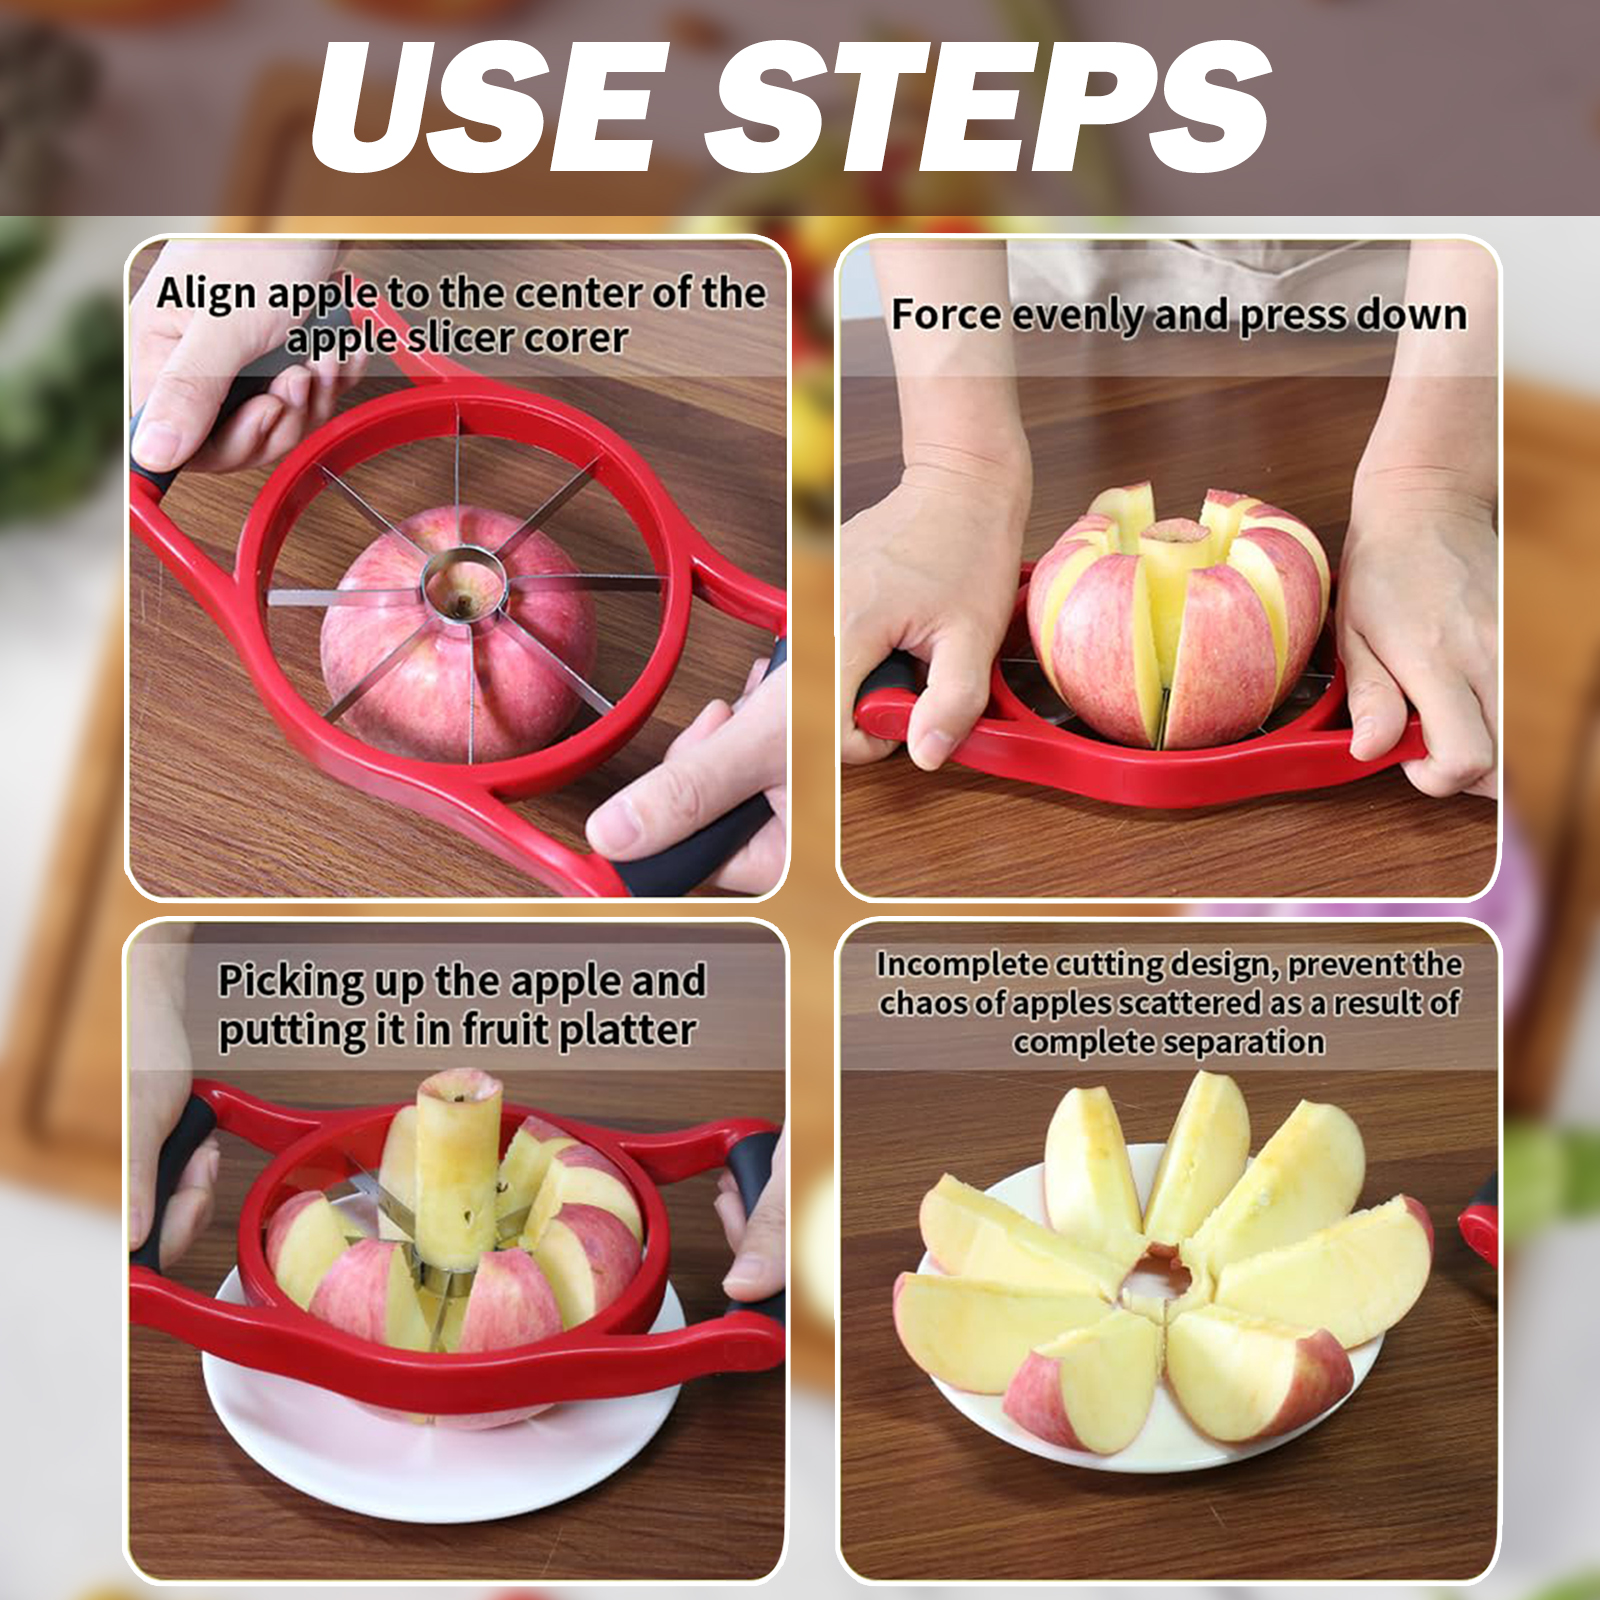 USE STEPS
Align apple to the center of the
apple slicer corer
Force evenly and press down
Picking up the apple and
putting it in fruit platter
Incomplete cutting design, prevent the
chaos of apples scattered as a result of
complete separation